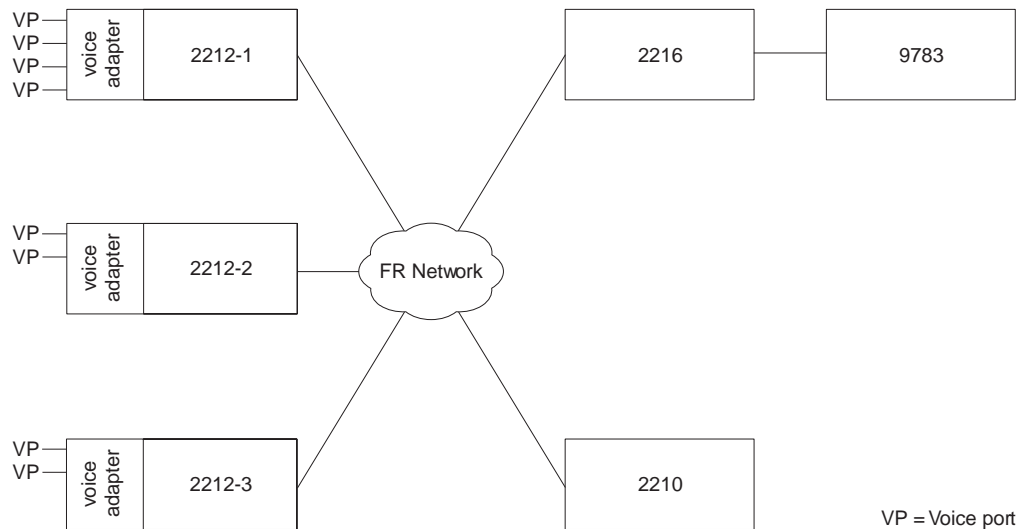 VP
VP
VP
VP
voice
adapter
2212-1
2216
9783
VP
VP
voice
adapter
2212-2
FR Network
VP
VP
voice
adapter
2212-3
2210
VP = Voice port